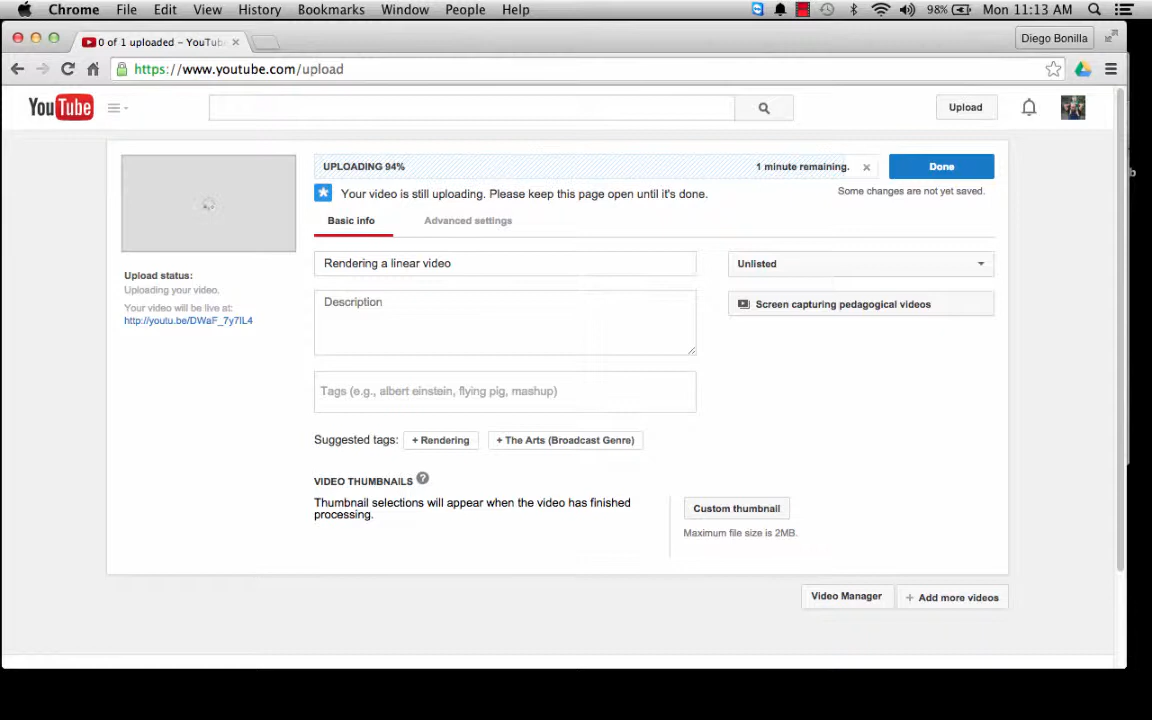 Chrome File Edit View History Bookmarks Window People Help 98% Mon 11:13 AM
0 of 1 uploaded – YouTub
Diego Bonilla
https://www.youtube.com/upload
YouTube
Upload
UPLOADING 94% 1 minute remaining. Done
Your video is still uploading. Please keep this page open until it's done. Some changes are not yet saved.
Basic info Advanced settings
Rendering a linear video Unlisted
Description Screen capturing pedagogical videos
Upload status:
Uploading your video.
Your video will be live at:
http://youtu.be/DWaF_7y7IL4
Tags (e.g., albert einstein, flying pig, mashup)
Suggested tags: + Rendering + The Arts (Broadcast Genre)
VIDEO THUMBNAILS ?
Thumbnail selections will appear when the video has finished
processing.
Custom thumbnail
Maximum file size is 2MB.
Video Manager + Add more videos
b